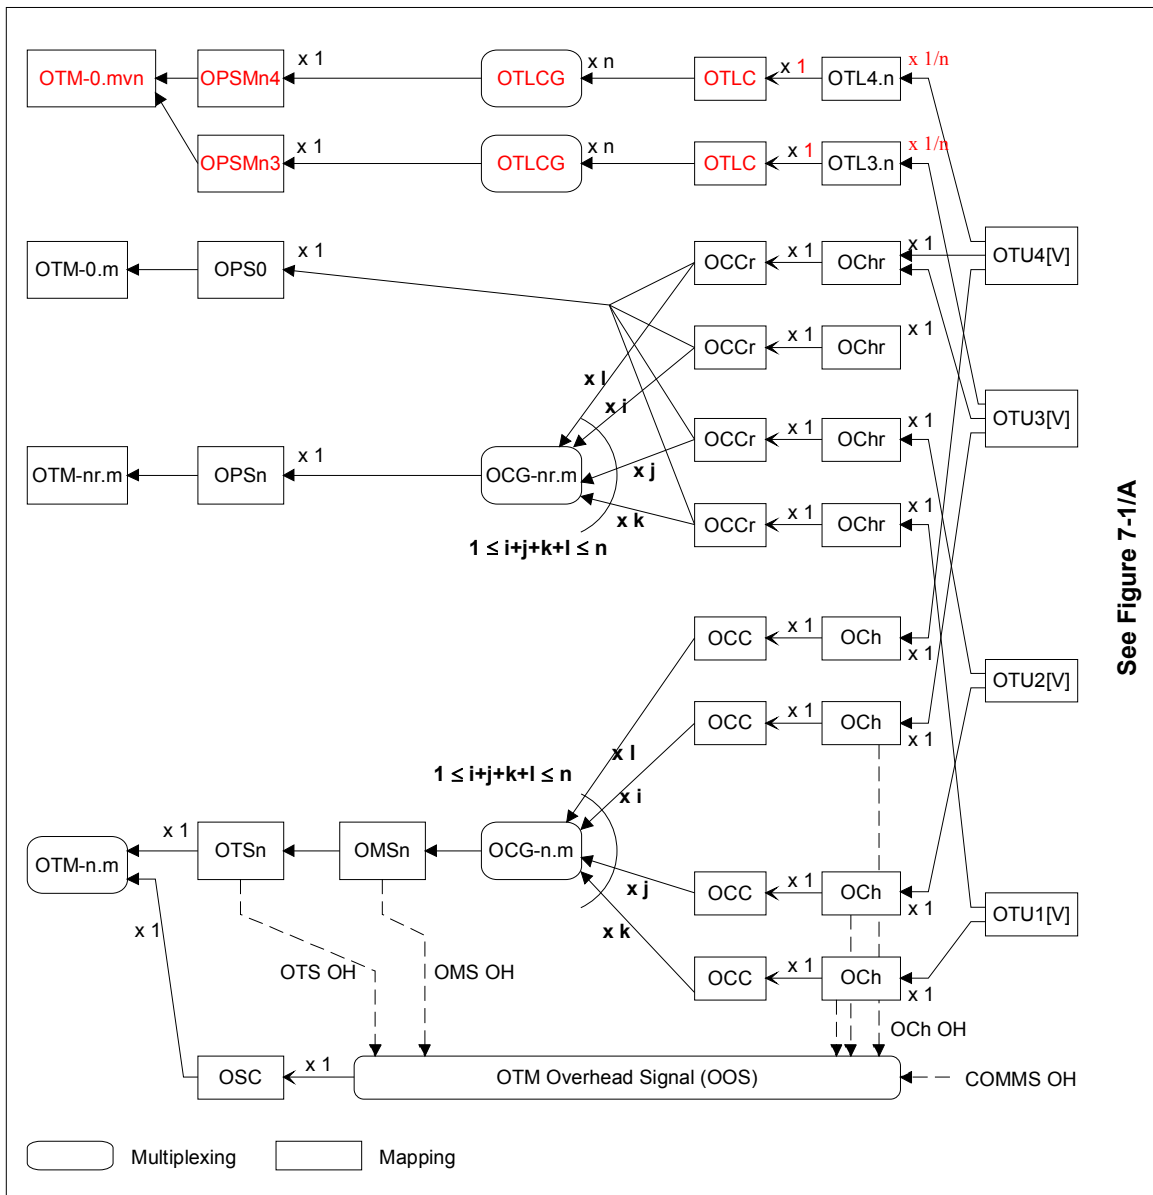 x 1
x n
x 1
x 1/n
OTM-0.mvn
OPSMn4
OTLCG
OTLC
OTL4.n
x 1
x n
x 1
x 1/n
OPSMn3
OTLCG
OTLC
OTL3.n
x 1
x 1
x 1
OTM-0.m
OPS0
OCCr
OChr
OTU4[V]
x 1
x 1
OCCr
OChr
x l
x i
x 1
x 1
OTU3[V]
x 1
OTM-nr.m
OPSn
OCG-nr.m
x j
OCCr
OChr
x k
x 1
x 1
OCCr
OChr
1 ≤ i+j+k+l ≤ n
See Figure 7-1/A
x 1
OCC
OCh
x 1
OTU2[V]
x 1
OCC
OCh
x 1
x l
1 ≤ i+j+k+l ≤ n
x i
x 1
OTM-n.m
OTSn
OMSn
OCG-n.m
x j
x 1
OCC
OCh
x 1
OTU1[V]
x 1
x k
x 1
OCC
OCh
x 1
OTS OH
OMS OH
OCh OH
OSC
x 1
OTM Overhead Signal (OOS)
COMMS OH
Multiplexing
Mapping